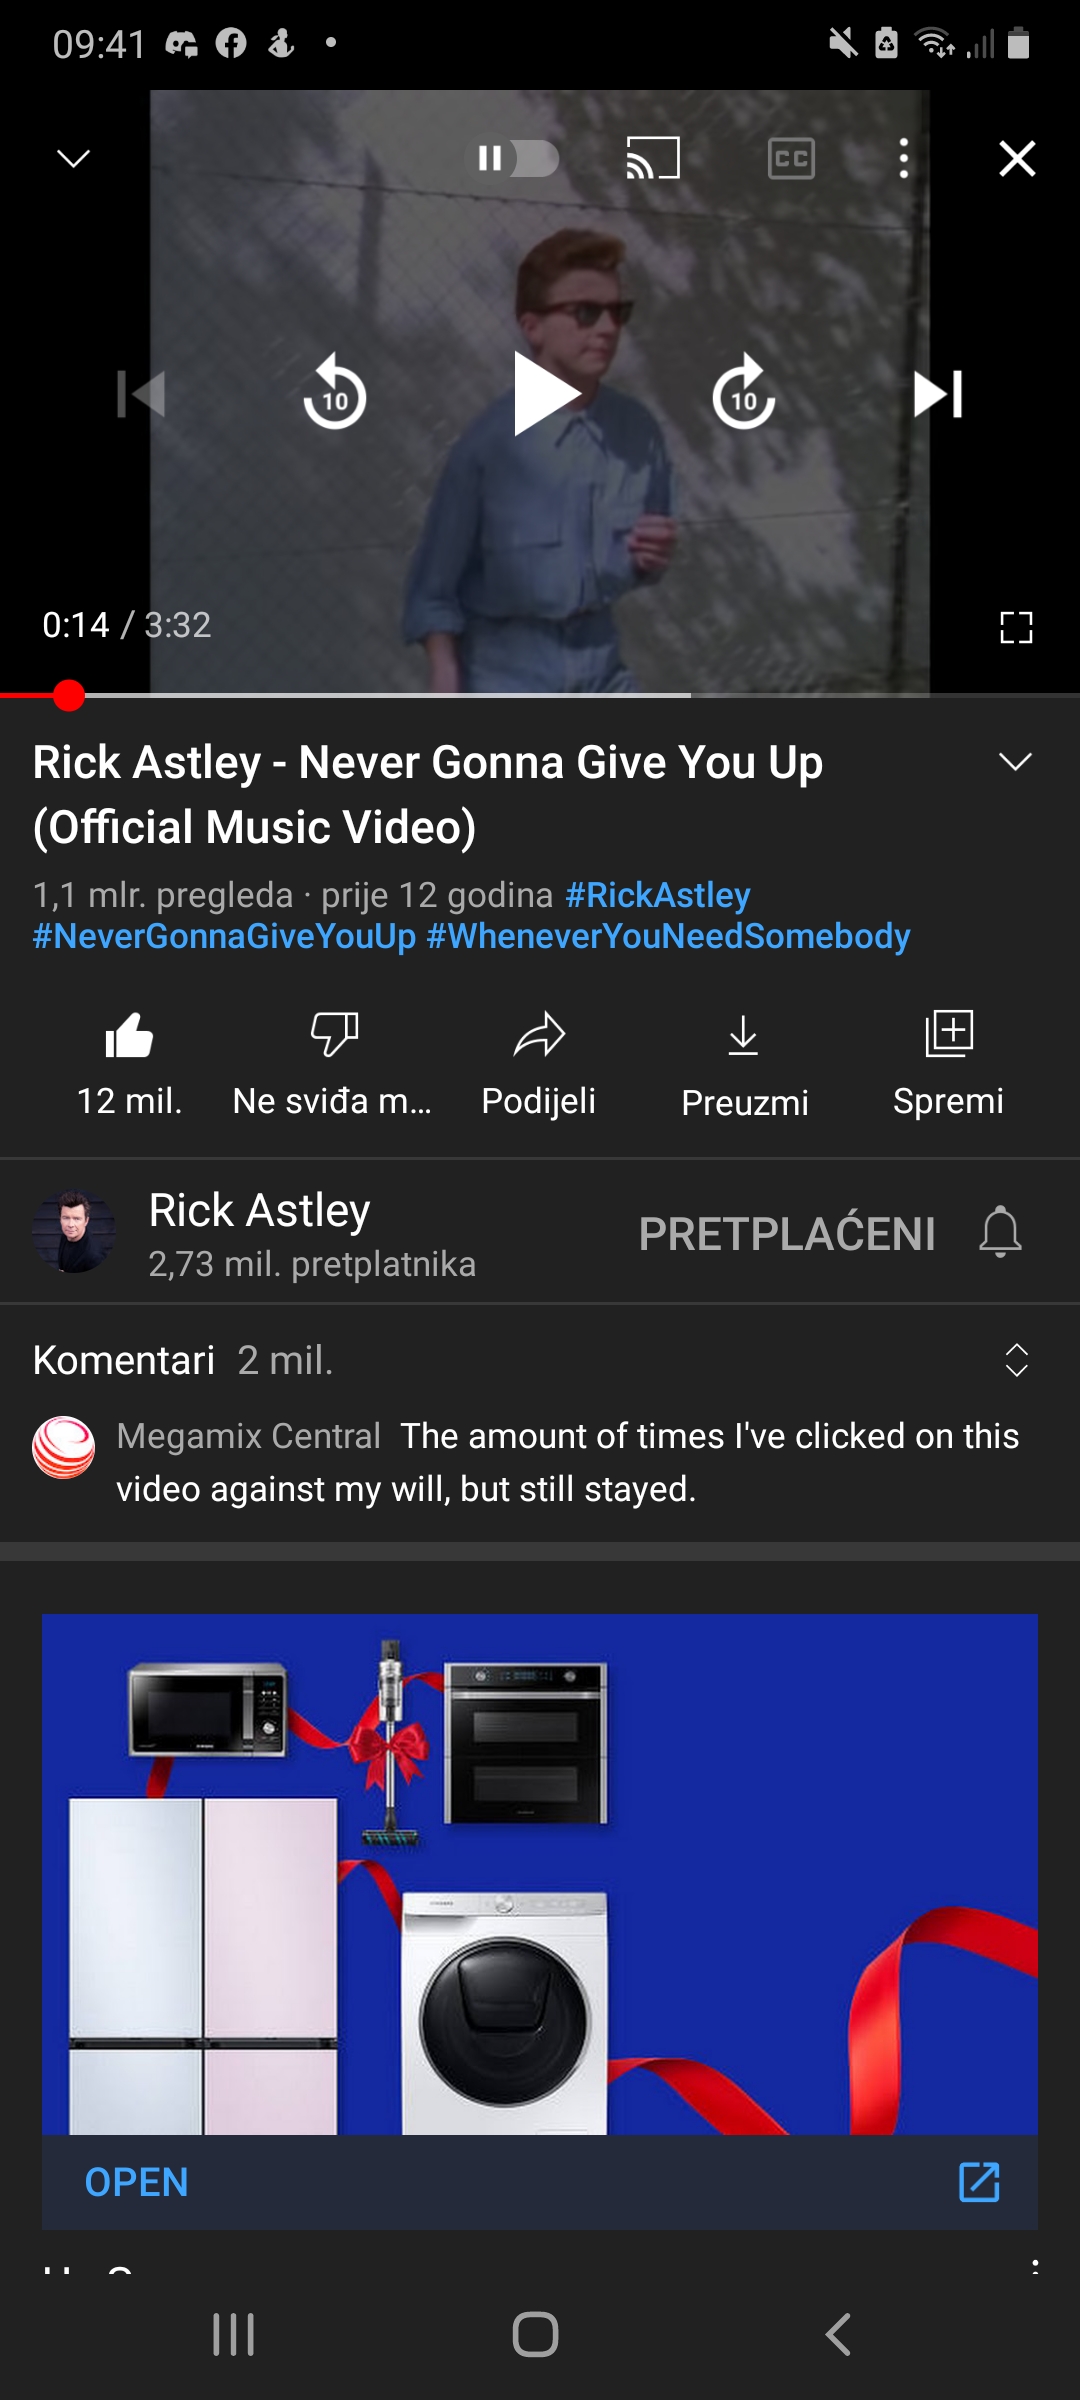 09:41
CC
10
10
0:14 / 3:32
Rick Astley - Never Gonna Give You Up
(Official Music Video)
1,1 mlr. pregleda · prije 12 godina #RickAstley
#NeverGonnaGiveYouUp #WheneverYouNeedSomebody
12 mil.
Ne sviđa m...
Podijeli
Preuzmi
Spremi
Rick Astley
2,73 mil. pretplatnika
PRETPLAĆENI
Komentari 2 mil.
Megamix Central The amount of times I've clicked on this
video against my will, but still stayed.
OPEN